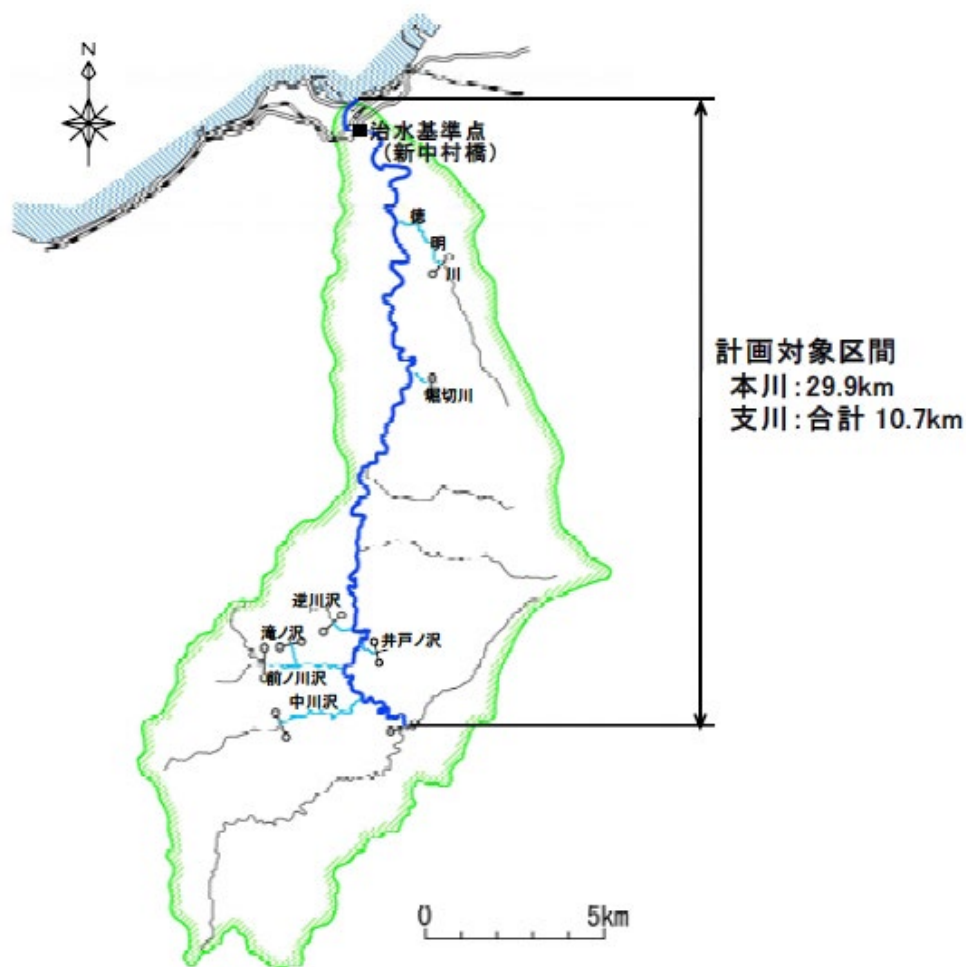 N
治水基準点
(新中村橋)
徳
明
川
堀切川
計画対象区間
本川:29.9km
支川:合計 10.7km
逆川沢
滝ノ沢
井戸ノ沢
前ノ川沢
中川沢
0 5km